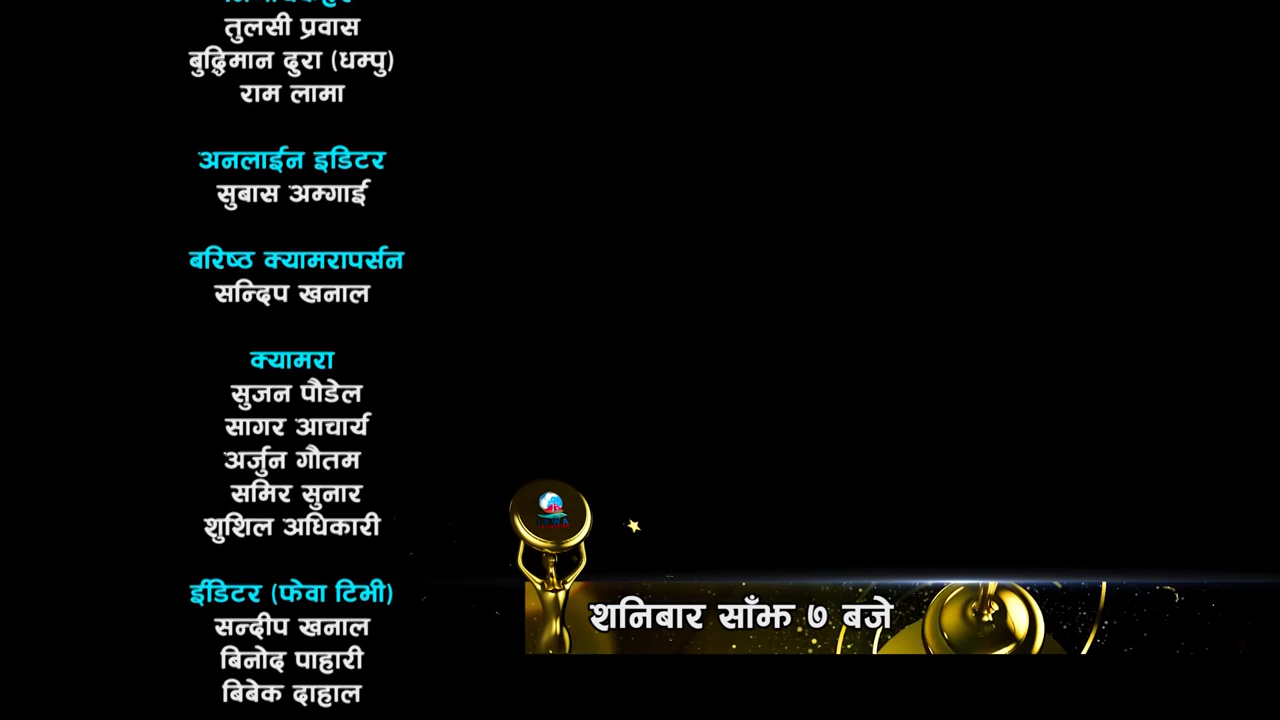 तुलसी प्रवास
बुद्धिमान दुरा (धम्पु)
राम लामा
अनलाईन इडिटर
सुबास अम्गाई
बरिष्ठ क्यामरापर्सन
सन्दिप खनाल
क्यामरा
सुजन पौडेल
सागर आचार्य
अर्जुन गौतम
समिर सुनार
शुशिल अधिकारी
ईडिटर (फेवा टिभी)
सन्दीप खनाल
बिनोद पाहारी
बिबेक दाहाल
शनिबार साँझ ७ बजे